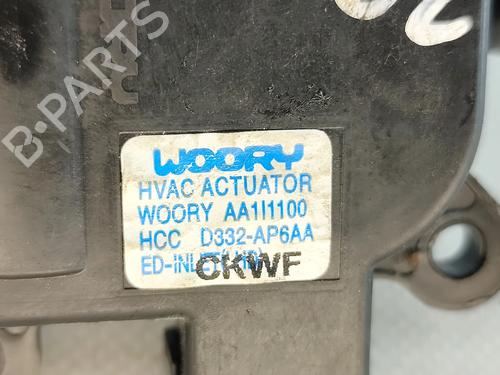 B-PARTS
WOORY
HVAC ACTUATOR
WOORY AA1I1100
HCC D332-AP6AA
CKWF